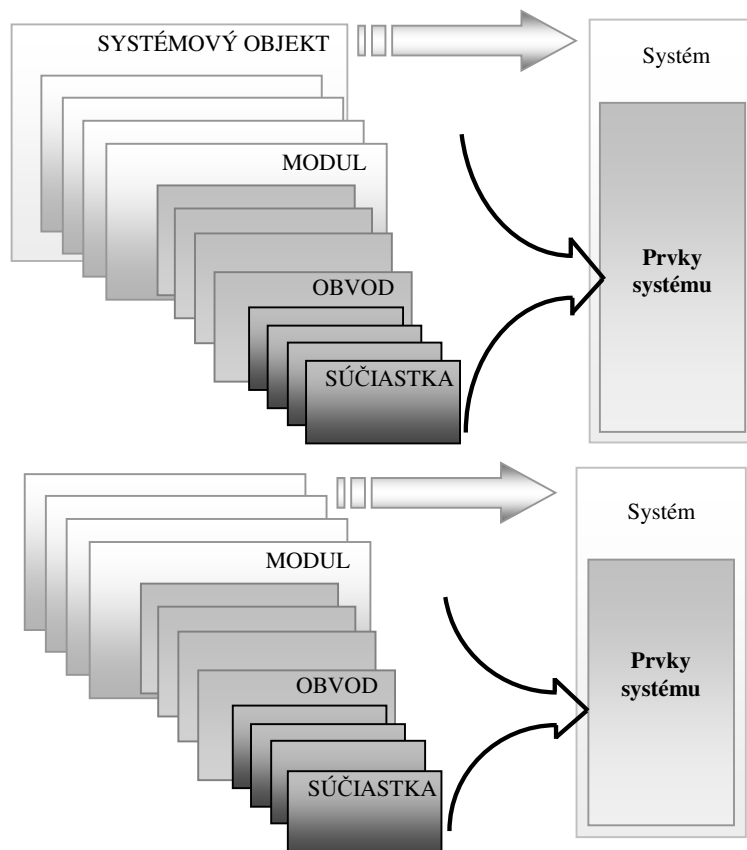 SYSTÉMOVÝ OBJEKT
Systém
MODUL
Prvky
systému
OBVOD
SÚČIASTKA
Systém
MODUL
Prvky
systému
OBVOD
SÚČIASTKA